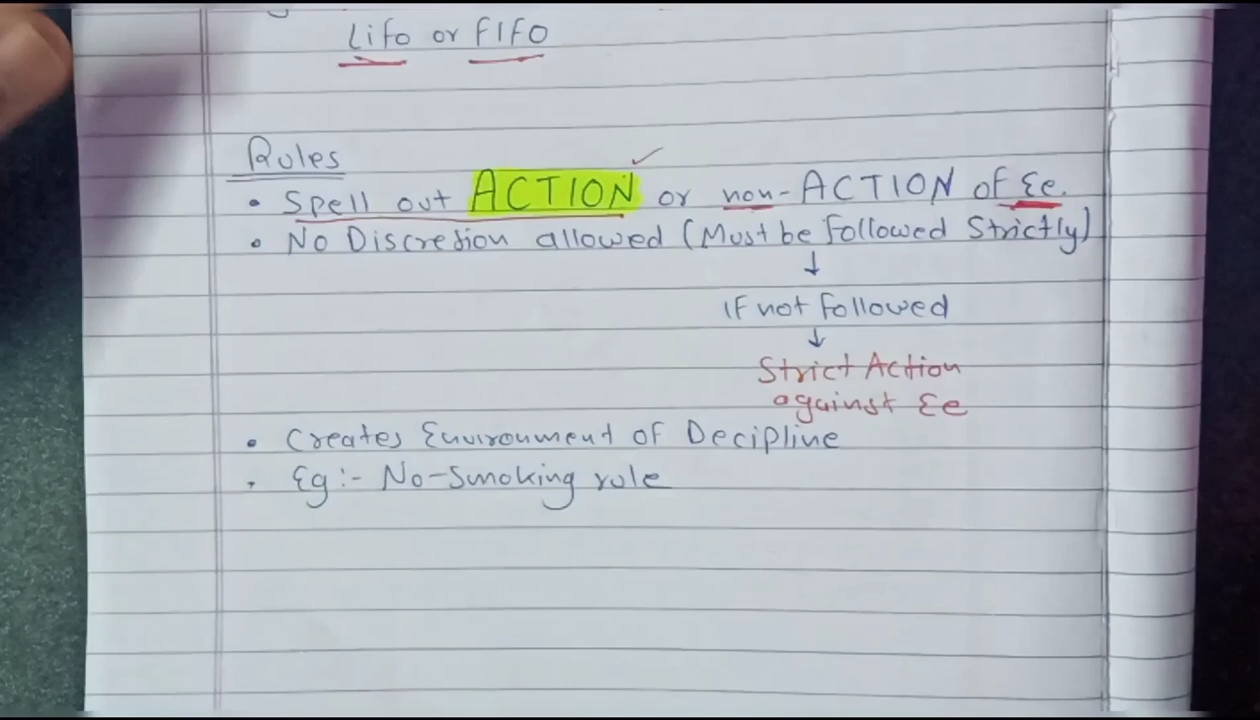 Lifo or FIFO
Rules
• Spell out ACTION or non-ACTION of Ee.
• No Discretion allowed (Must be Followed Strictly)
↓
IF not Followed
↓
Strict Action
against Ee
• Creates Environment of Decipline
• Eg:- No-Smoking rule